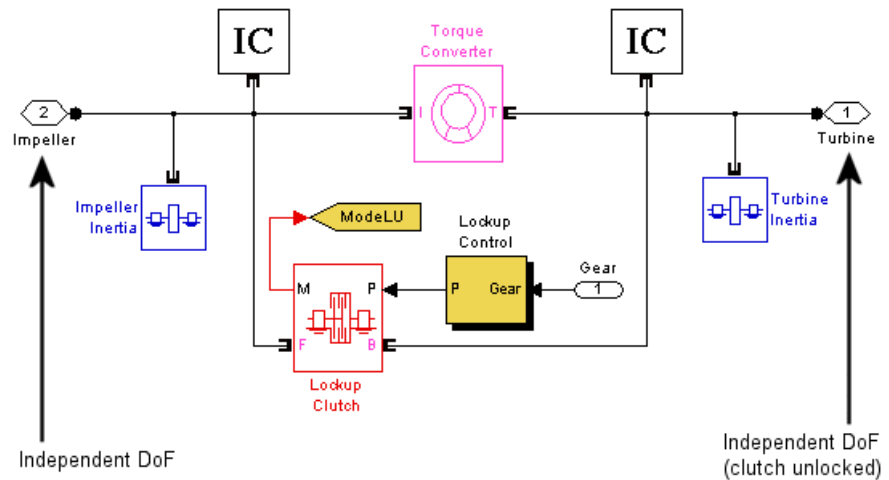 IC
IC
Torque
Converter
2
I
T
1
Impeller
Turbine
Impeller
Inertia
ModeLU
Lockup
Control
Turbine
Inertia
Gear
M
P
P
Gear
1
F
B
Lockup
Clutch
Independent DoF
Independent DoF
(clutch unlocked)